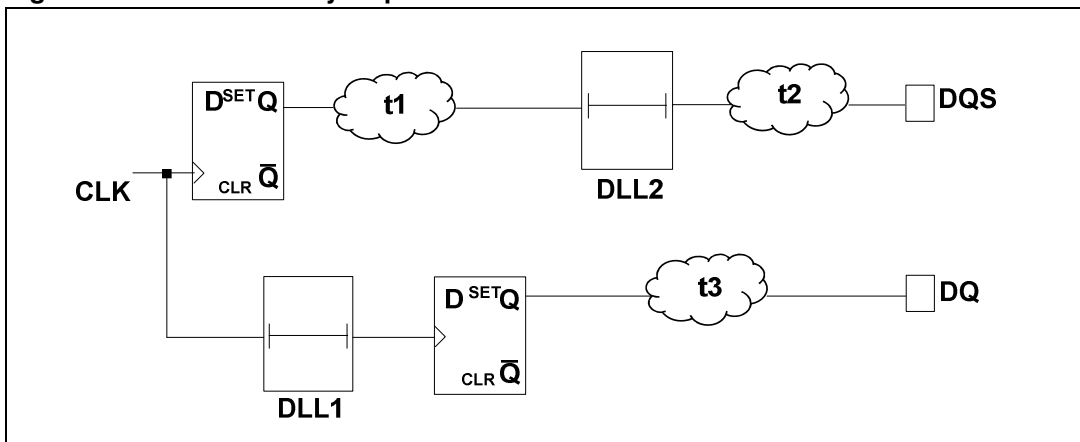 D SET Q
t1
t2
DQS
CLR Q̅
CLK
DLL2
D SET Q
t3
DQ
CLR Q̅
DLL1